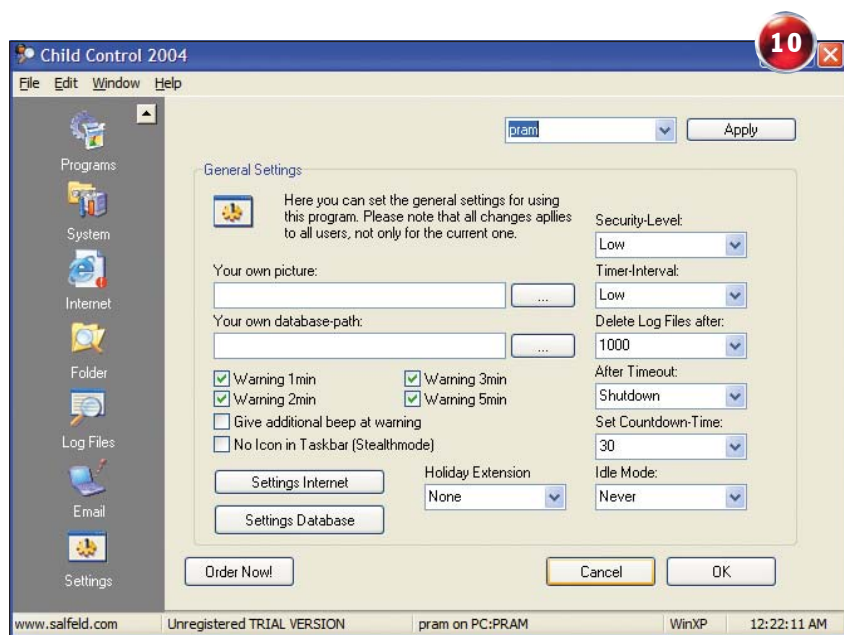 10
Child Control 2004
File Edit Window Help
pram
Apply
Programs
System
Internet
Folder
Log Files
Email
Settings
General Settings
Here you can set the general settings for using
this program. Please note that all changes apllies
to all users, not only for the current one.
Your own picture:
...
Your own database-path:
...
Warning 1min
Warning 3min
Warning 2min
Warning 5min
Give additional beep at warning
No Icon in Taskbar (Stealthmode)
Settings Internet
Settings Database
Holiday Extension
None
Security-Level:
Low
Timer-Interval:
Low
Delete Log Files after:
1000
After Timeout:
Shutdown
Set Countdown-Time:
30
Idle Mode:
Never
Order Now!
Cancel
OK
www.salfeld.com
Unregistered TRIAL VERSION
pram on PC:PRAM
WinXP
12:22:11 AM